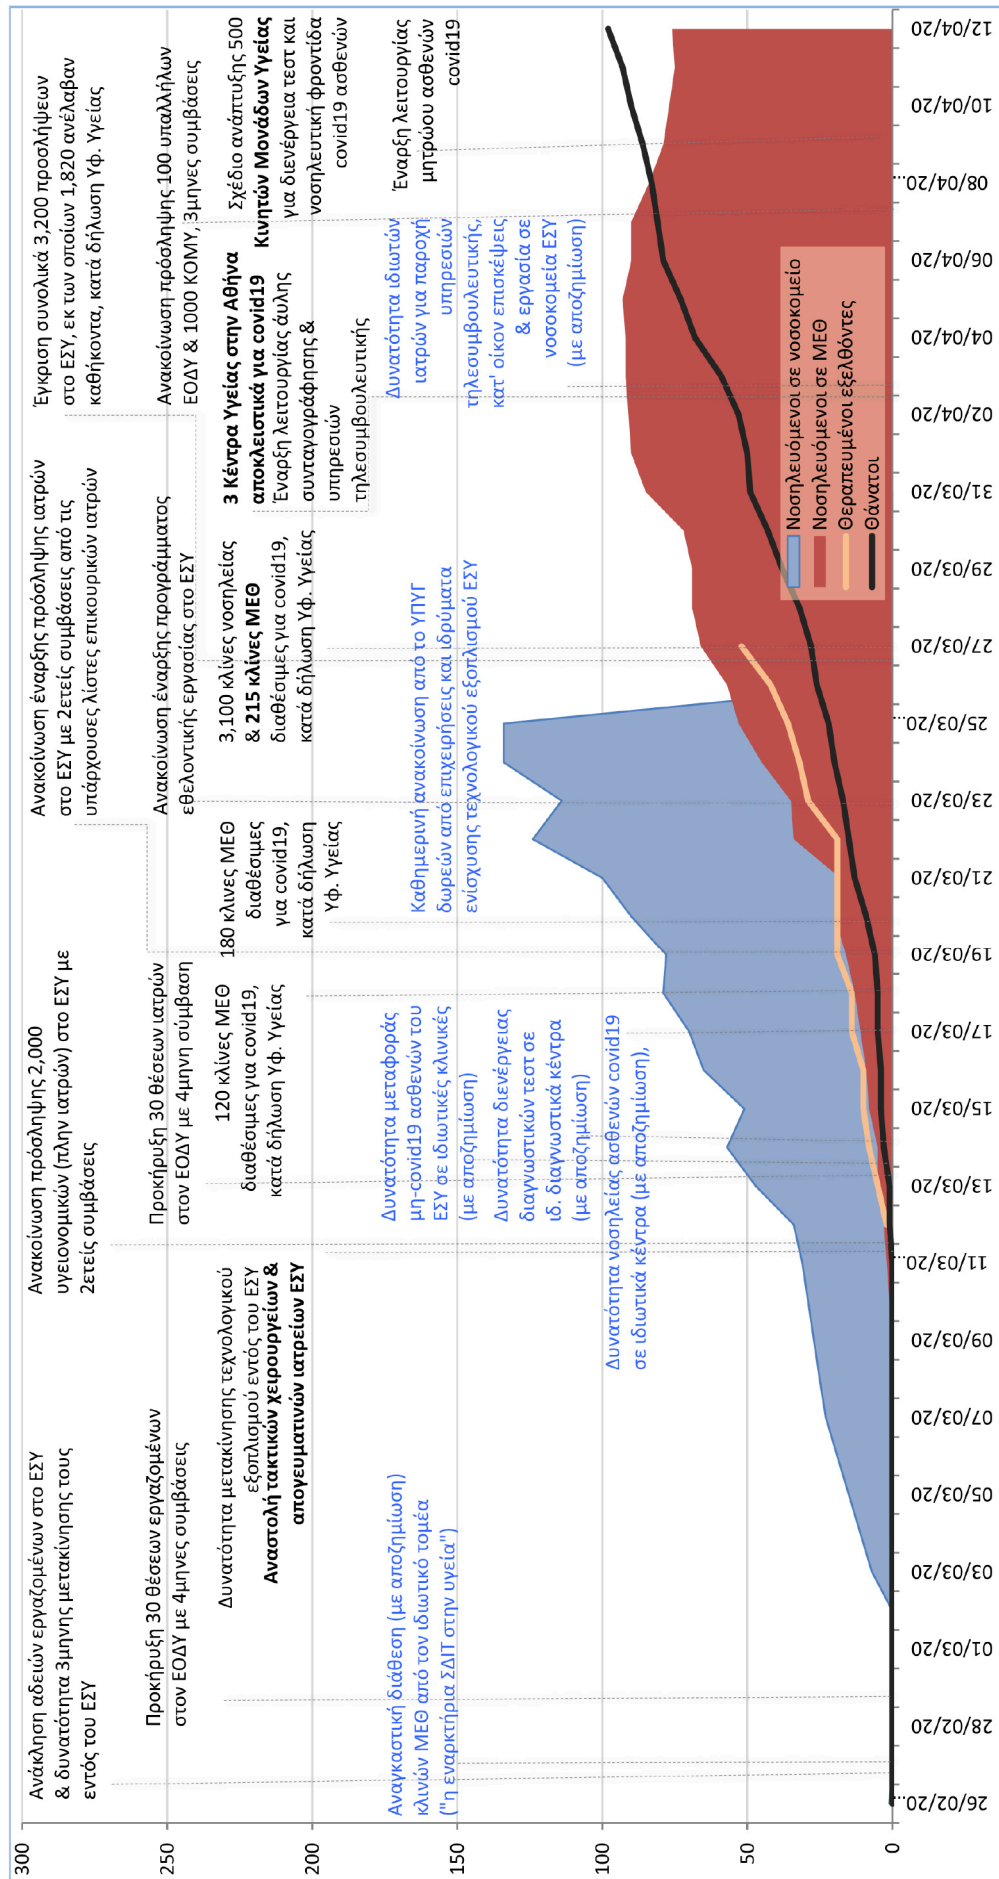 300
250
200
150
100
50
0
Ανάκληση αδειών εργαζομένων στο ΕΣΥ
& δυνατότητα 3μηνης μετακίνησης τους
εντός του ΕΣΥ
Ανακοίνωση πρόσληψης 2,000
υγειονομικών (πλην ιατρών) στο ΕΣΥ με
2ετείς συμβάσεις
Ανακοίνωση έναρξης πρόσληψης ιατρών
στο ΕΣΥ με 2ετείς συμβάσεις από τις
υπάρχουσες λίστες επικουρικών ιατρών
Έγκριση συνολικά 3,200 προσλήψεων
στο ΕΣΥ, εκ των οποίων 1,820 ανέλαβαν
καθήκοντα, κατά δήλωση Υφ. Υγείας
Προκήρυξη 30 θέσεων εργαζομένων
στον ΕΟΔΥ με 4μηνες συμβάσεις
Προκήρυξη 30 θέσεων ιατρών
στον ΕΟΔΥ με 4μηνη σύμβαση
Ανακοίνωση έναρξης προγράμματος
εθελοντικής εργασίας στο ΕΣΥ
Ανακοίνωση πρόσληψης 100 υπαλλήλων
ΕΟΔΥ & 1000 ΚΟΜΥ, 3μηνες συμβάσεις
Δυνατότητα μετακίνησης τεχνολογικού
εξοπλισμού εντός του ΕΣΥ
Αναστολή τακτικών χειρουργείων &
απογευματινών ιατρείων ΕΣΥ
120 κλίνες ΜΕΘ
διαθέσιμες για covid19,
κατά δήλωση Υφ. Υγείας
180 κλινες ΜΕΘ
διαθέσιμες
για covid19,
κατά δήλωση
Υφ. Υγείας
3,100 κλίνες νοσηλείας
& 215 κλίνες ΜΕΘ
διαθέσιμες για covid19,
κατά δήλωση Υφ. Υγείας
3 Κέντρα Υγείας στην Αθήνα
αποκλειστικά για covid19
Έναρξη λειτουργίας άυλης
συνταγογράφησης &
υπηρεσιών
τηλεσυμβουλευτικής
Σχέδιο ανάπτυξης 500
Κινητών Μονάδων Υγείας
για διενέργεια τεστ και
νοσηλευτική φροντίδα
covid19 ασθενών
Έναρξη λειτουργίας
μητρώου ασθενών
covid19
Αναγκαστική διάθεση (με αποζημίωση)
κλινών ΜΕΘ από τον ιδιωτικό τομέα
("η εναρκτήρια ΣΔΙΤ στην υγεία")
Δυνατότητα μεταφοράς
μη-covid19 ασθενών του
ΕΣΥ σε ιδιωτικές κλινικές
(με αποζημίωση)
Δυνατότητα διενέργειας
διαγνωστικών τεστ σε
ιδ. διαγνωστικά κέντρα
(με αποζημίωση)
Δυνατότητα νοσηλείας ασθενών covid19
σε ιδιωτικά κέντρα (με αποζημίωση),
Καθημερινή ανακοίνωση από το ΥΠΥΓ
δωρεών από επιχειρήσεις και ιδρύματα
ενίσχυσης τεχνολογικού εξοπλισμού ΕΣΥ
Δυνατότητα ιδιωτών
ιατρών για παροχή
υπηρεσιών
τηλεσυμβουλευτικής,
κατ' οίκον επισκέψεις
& εργασία σε
νοσοκομεία ΕΣΥ
(με αποζημίωση)
Νοσηλευόμενοι σε νοσοκομείο
Νοσηλευόμενοι σε ΜΕΘ
Θεραπευμένοι εξελθόντες
Θάνατοι
26/02/20...
28/02/20
01/03/20
03/03/20
05/03/20
07/03/20
09/03/20
11/03/20...
13/03/20
15/03/20
17/03/20
19/03/20
21/03/20
23/03/20
25/03/20...
27/03/20
29/03/20
31/03/20
02/04/20
04/04/20
06/04/20
08/04/20...
10/04/20
12/04/20